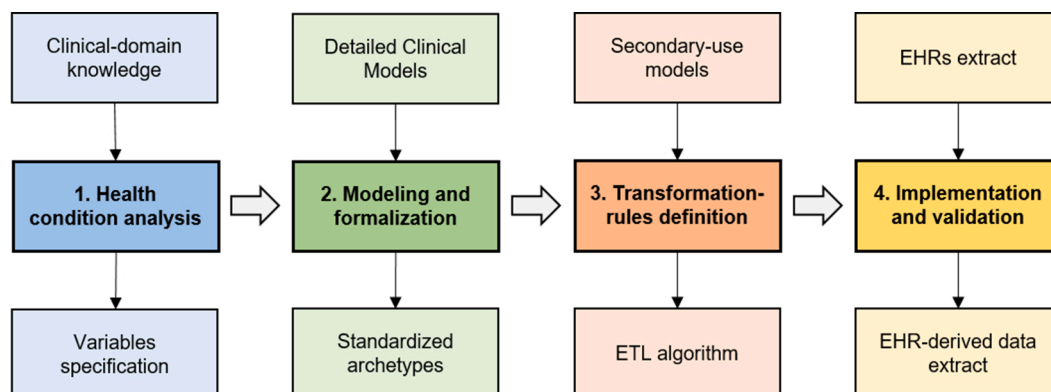 Clinical-domain
knowledge
Detailed Clinical
Models
Secondary-use
models
EHRs extract
1. Health
condition analysis
2. Modeling and
formalization
3. Transformation-
rules definition
4. Implementation
and validation
Variables
specification
Standardized
archetypes
ETL algorithm
EHR-derived data
extract